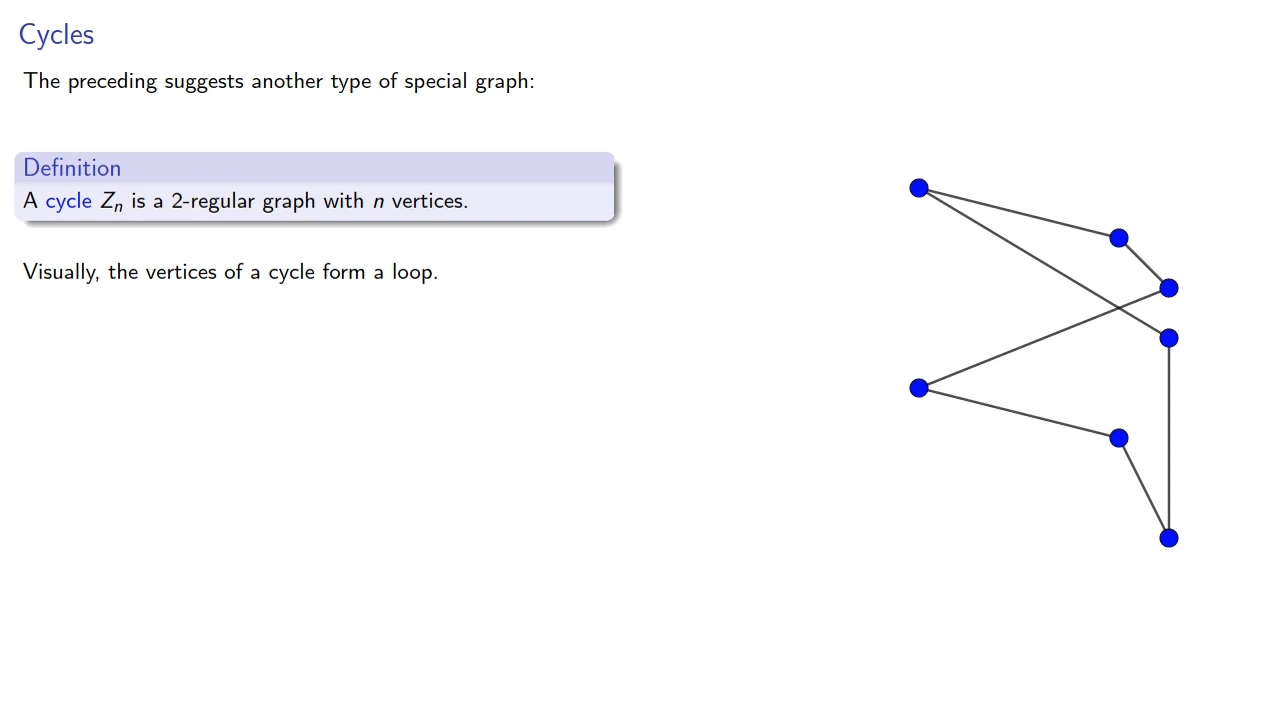 Cycles
The preceding suggests another type of special graph:
Definition
A cycle Zn is a 2-regular graph with n vertices.
Visually, the vertices of a cycle form a loop.